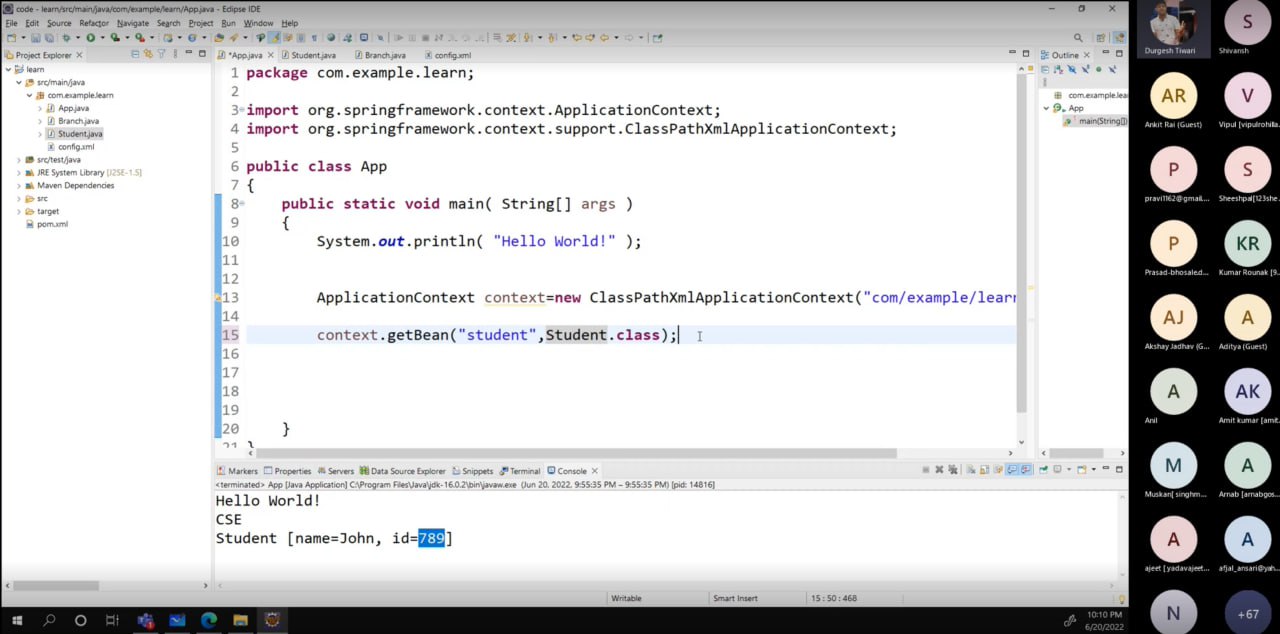 code - learn/src/main/java/com/example/learn/App.java - Eclipse IDE
File Edit Source Refactor Navigate Search Project Run Window Help
Project Explorer
learn
src/main/java
com.example.learn
App.java
Branch.java
Student.java
config.xml
src/test/java
JRE System Library [J2SE-1.5]
Maven Dependencies
src
target
pom.xml
*App.java Student.java Branch.java config.xml
1 package com.example.learn;
2
3 import org.springframework.context.ApplicationContext;
4 import org.springframework.context.support.ClassPathXmlApplicationContext;
5
6 public class App
7 {
8 public static void main( String[] args )
9 {
10 System.out.println( "Hello World!" );
11
12
13 ApplicationContext context=new ClassPathXmlApplicationContext("com/example/learn
14
15 context.getBean("student",Student.class);
16
17
18
19
20 }
21 }
Outline
com.example.lea
App
main(String[])
Markers Properties Servers Data Source Explorer Snippets Terminal Console
<terminated> App [Java Application] C:\Program Files\Java\jdk-16.0.2\bin\javaw.exe (Jun 20, 2022, 9:55:35 PM – 9:55:35 PM) [pid: 14816]
Hello World!
CSE
Student [name=John, id=789]
Writable Smart Insert 15 : 50 : 468
10:10 PM
6/20/2022
Durgesh Tiwari
S
Shivansh
AR
Ankit Rai (Guest)
V
Vipul [vipulrohilla...
P
pravi1162@gmail....
S
Sheeshpal[123she...
P
Prasad-bhosale.d...
KR
Kumar Rounak [9...
AJ
Akshay Jadhav (G...
A
Aditya (Guest)
A
Anil
AK
Amit kumar [amit...
M
Muskan[ singhm...
A
Arnab [arnabgos...
A
ajeet [.yadavajeet...
A
afjal_ansari@yah...
N
+67